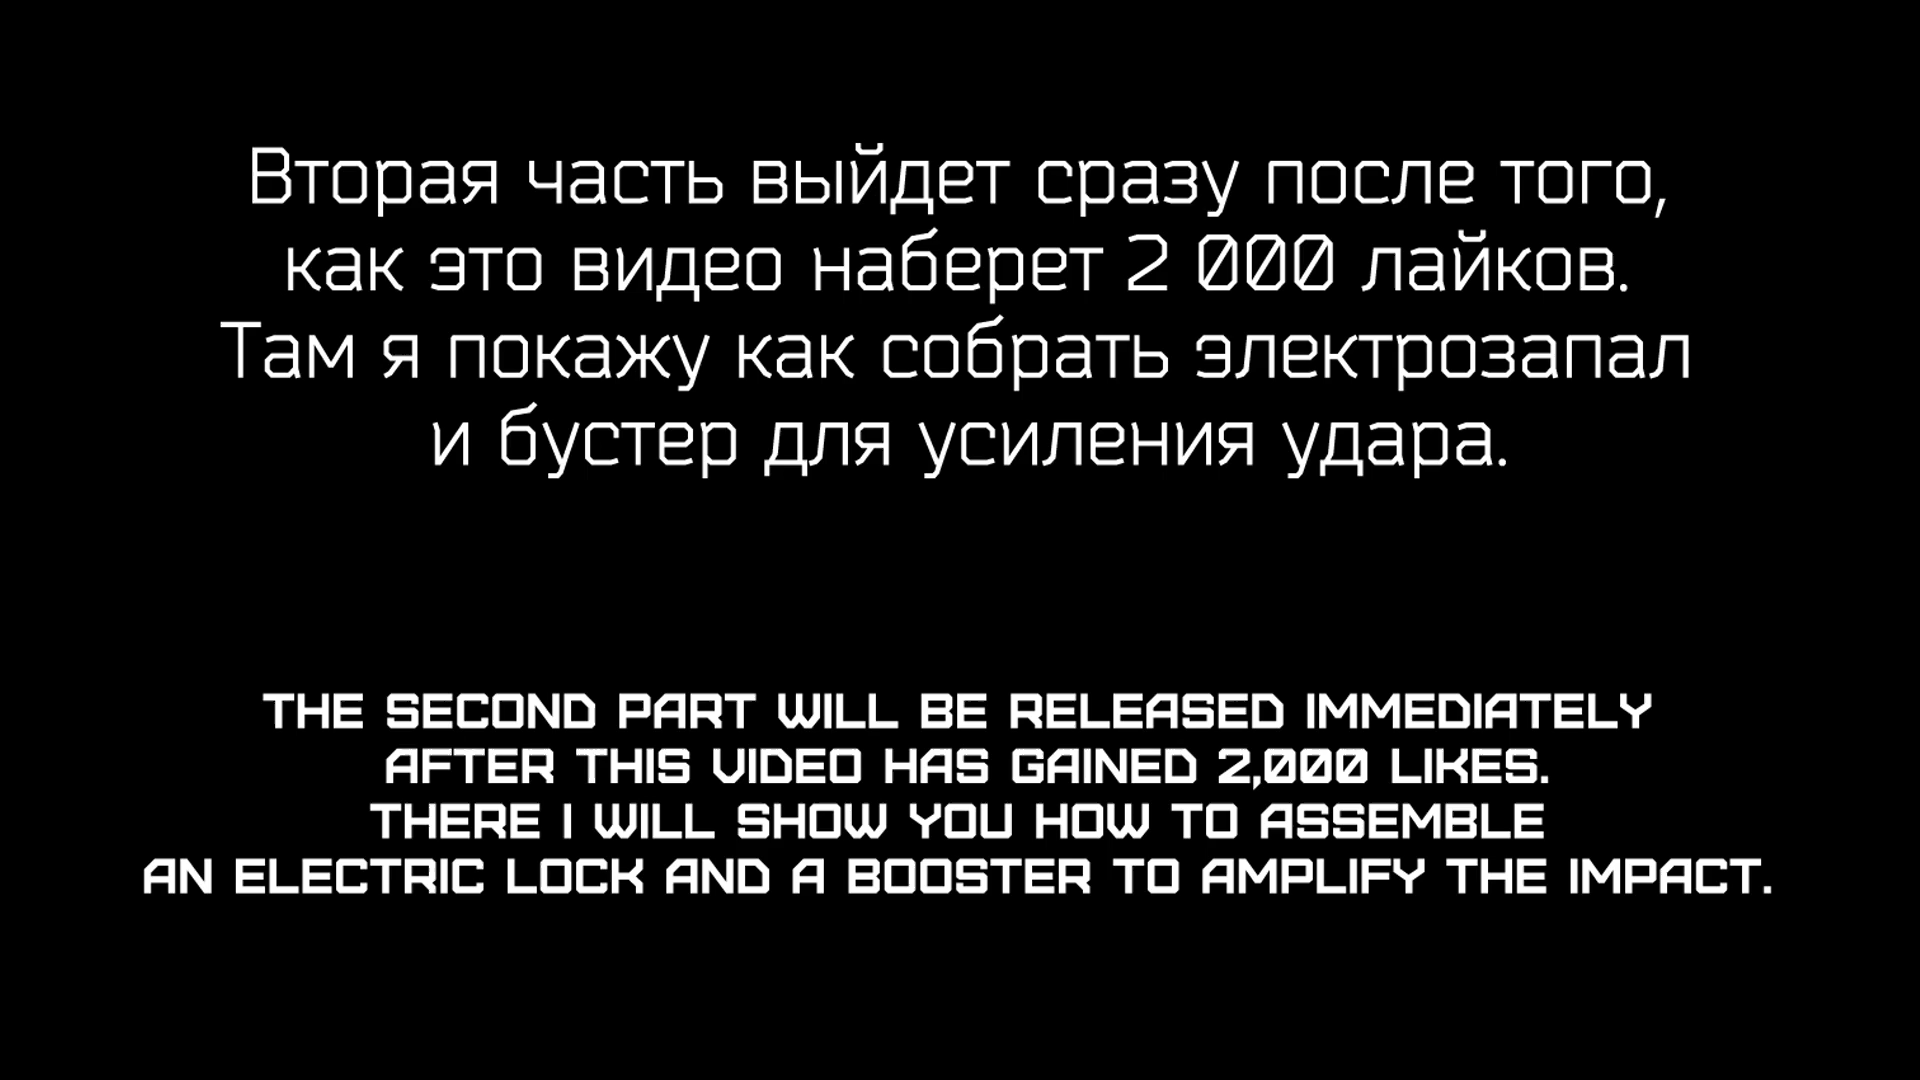 Вторая часть выйдет сразу после того,
как это видео наберет 2 000 лайков.
Там я покажу как собрать электрозапал
и бустер для усиления удара.
THE SECOND PART WILL BE RELEASED IMMEDIATELY
AFTER THIS VIDEO HAS GAINED 2,000 LIKES.
THERE I WILL SHOW YOU HOW TO ASSEMBLE
AN ELECTRIC LOCK AND A BOOSTER TO AMPLIFY THE IMPACT.